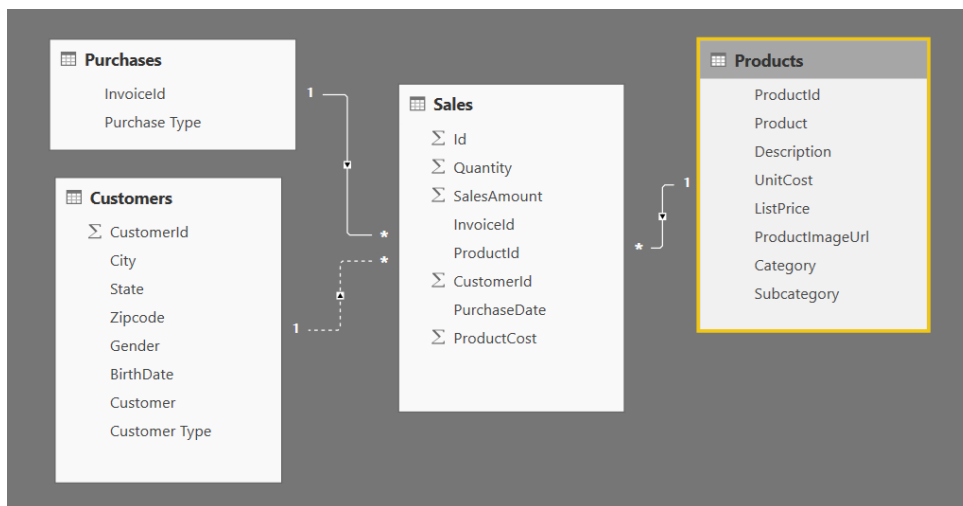 Purchases
InvoiceId
Purchase Type
1
*
Customers
Σ CustomerId
City
State
Zipcode
Gender
BirthDate
Customer
Customer Type
1
*
Sales
Σ Id
Σ Quantity
Σ SalesAmount
InvoiceId
ProductId
Σ CustomerId
PurchaseDate
Σ ProductCost
*
1
Products
ProductId
Product
Description
UnitCost
ListPrice
ProductImageUrl
Category
Subcategory